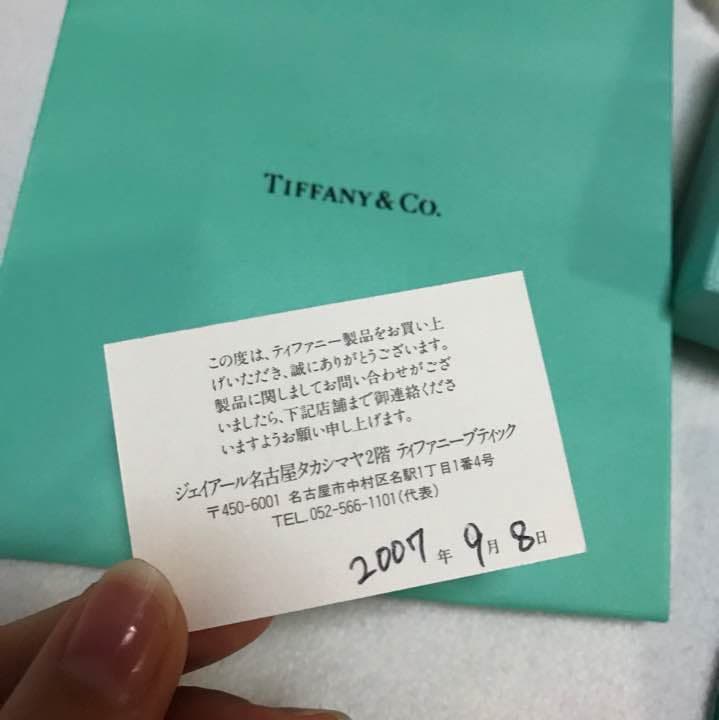 TIFFANY & CO.
この度は、ティファニー製品をお買い上
げいただき、誠にありがとうございます。
製品に関しましてお問い合わせがござ
いましたら、下記店舗まで御連絡くださ
いますようお願い申し上げます。
ジェイアール名古屋タカシマヤ2階 ティファニーブティック
〒450-6001 名古屋市中村区名駅1丁目1番4号
TEL.052-566-1101(代表)
2007年 9月 8日